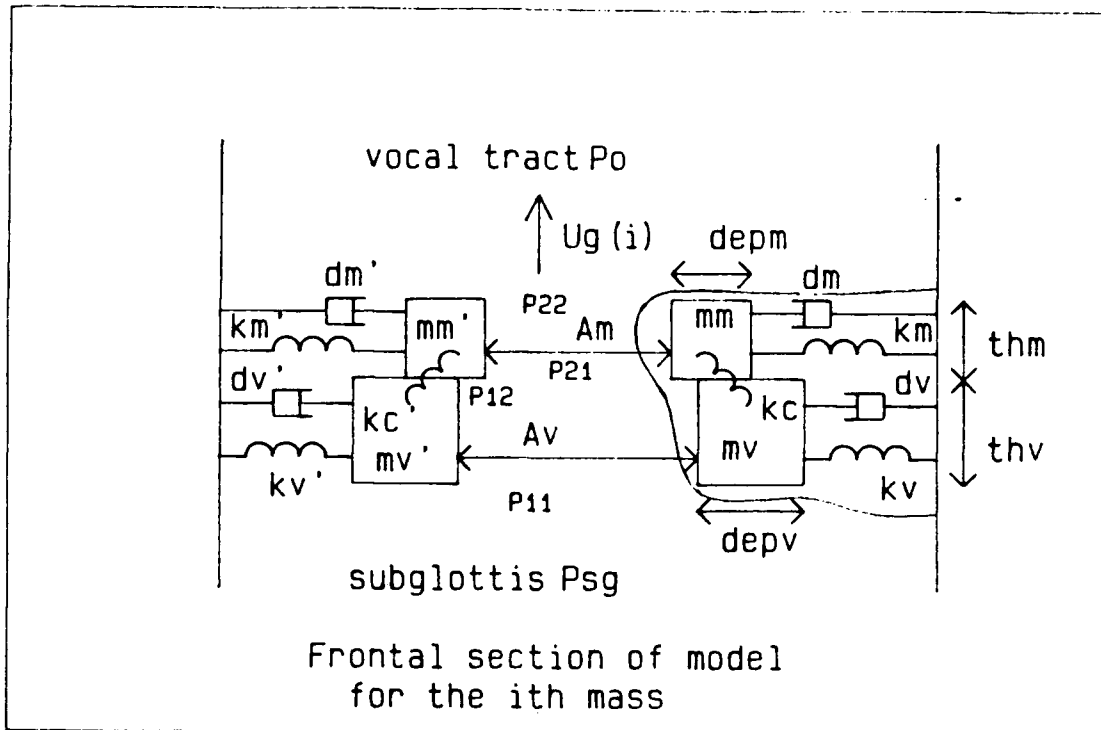 vocal tract Po
Ug (i)
depm
dm'
dm
P22
km'
mm'
Am
mm
km
thm
P21
dv'
P12
dv
kc'
kc
Av
mv'
mv
thv
kv'
kv
P11
depv
subglottis Psg
Frontal section of model
for the ith mass